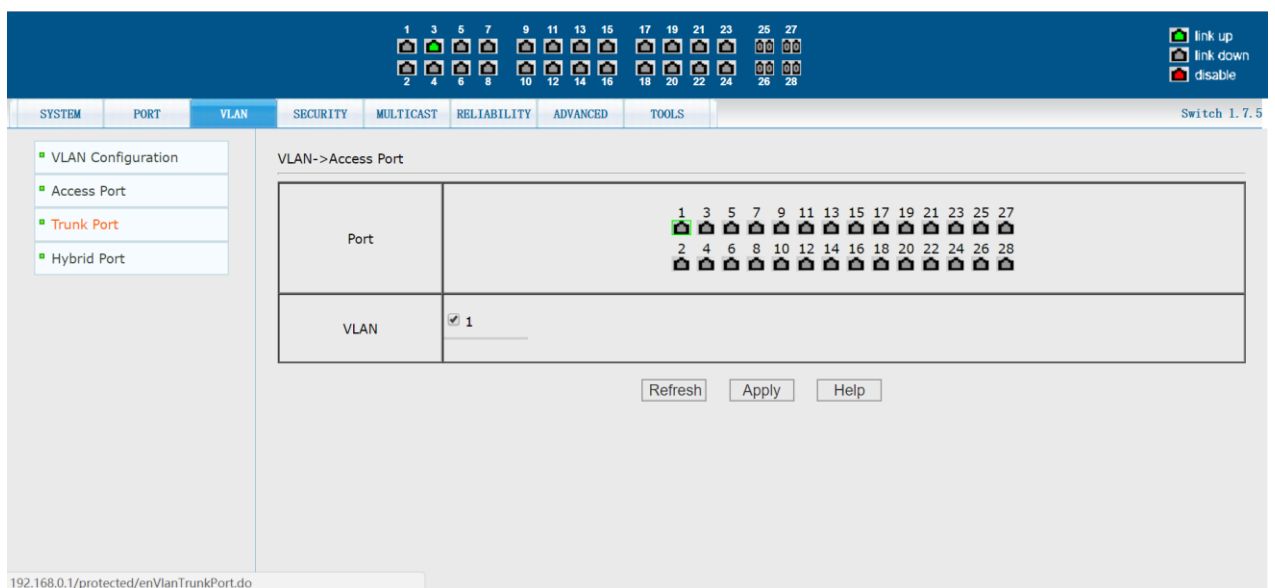 1 3 5 7 9 11 13 15 17 19 21 23 25 27
2 4 6 8 10 12 14 16 18 20 22 24 26 28
link up
link down
disable
SYSTEM PORT VLAN SECURITY MULTICAST RELIABILITY ADVANCED TOOLS Switch 1.7.5
VLAN Configuration
Access Port
Trunk Port
Hybrid Port
VLAN->Access Port
Port
1 3 5 7 9 11 13 15 17 19 21 23 25 27
2 4 6 8 10 12 14 16 18 20 22 24 26 28
VLAN
1
Refresh Apply Help
192.168.0.1/protected/enVlanTrunkPort.do